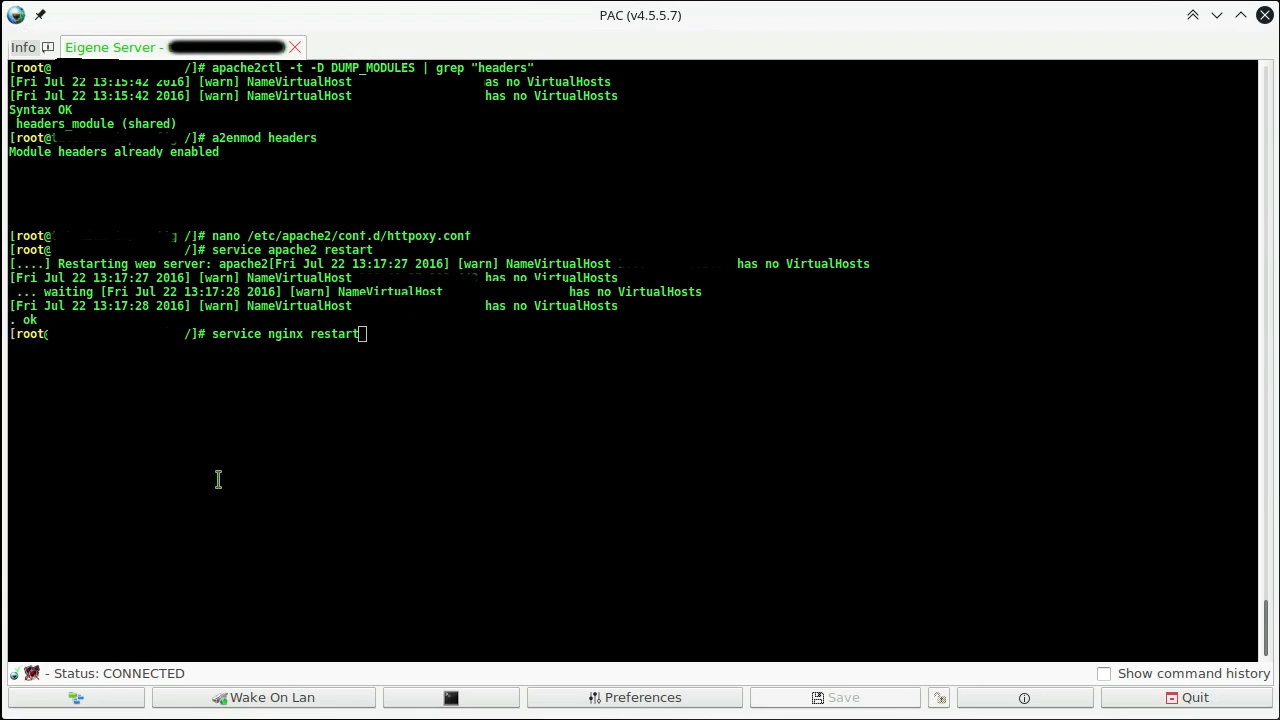 PAC (v4.5.5.7)
Info
Eigene Server -
[root@ /]# apache2ctl -t -D DUMP_MODULES | grep "headers"
[Fri Jul 22 13:15:42 2016] [warn] NameVirtualHost as no VirtualHosts
[Fri Jul 22 13:15:42 2016] [warn] NameVirtualHost has no VirtualHosts
Syntax OK
headers_module (shared)
[root@ /]# a2enmod headers
Module headers already enabled
[root@ /]# nano /etc/apache2/conf.d/httpoxy.conf
[root@ /]# service apache2 restart
[....] Restarting web server: apache2[Fri Jul 22 13:17:27 2016] [warn] NameVirtualHost has no VirtualHosts
[Fri Jul 22 13:17:27 2016] [warn] NameVirtualHost has no VirtualHosts
... waiting [Fri Jul 22 13:17:28 2016] [warn] NameVirtualHost has no VirtualHosts
[Fri Jul 22 13:17:28 2016] [warn] NameVirtualHost has no VirtualHosts
. ok
[root@ /]# service nginx restart
- Status: CONNECTED
Show command history
Wake On Lan
Preferences
Save
Quit